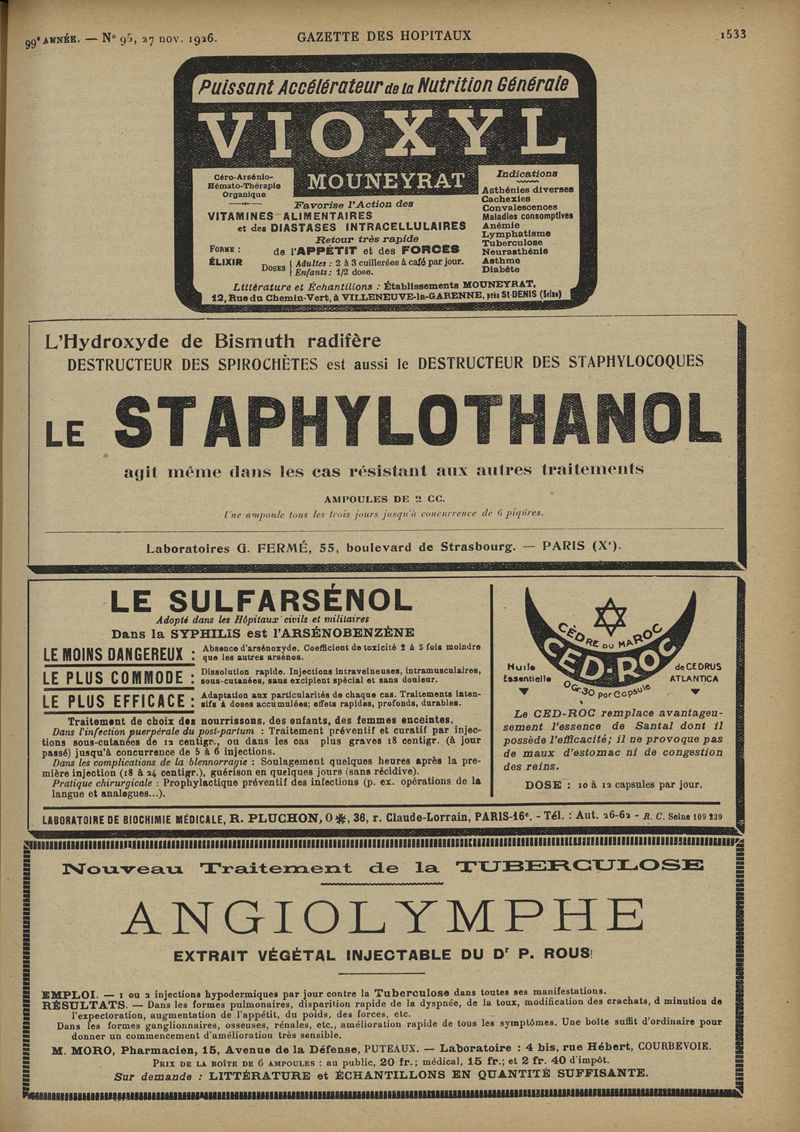 99ᵉ ANNÉE. — N° 95, 27 nov. 1926. GAZETTE DES HOPITAUX 1533
Puissant Accélérateur de la Nutrition Générale
VIOXYL
Céro-Arsénio-
Hémato-Thérapie
Organique
MOUNEYRAT
Favorise l'Action des
VITAMINES ALIMENTAIRES
et des DIASTASES INTRACELLULAIRES
Retour très rapide
de l'APPÉTIT et des FORCES
FORME :
ÉLIXIR
DOSES { Adultes : 2 à 3 cuillerées à café par jour.
Enfants : 1/2 dose.
Indications
Asthénies diverses
Cachexies
Convalescences
Maladies consomptives
Anémie
Lymphatisme
Tuberculose
Neurasthénie
Asthme
Diabète
Littérature et Échantillons : Établissements MOUNEYRAT,
12, Rue du Chemin-Vert, à VILLENEUVE-la-GARENNE, près St-DENIS (Seine)
L'Hydroxyde de Bismuth radifère
DESTRUCTEUR DES SPIROCHÈTES est aussi le DESTRUCTEUR DES STAPHYLOCOQUES
LE STAPHYLOTHANOL
agit même dans les cas résistant aux autres traitements
AMPOULES DE 2 CC.
Une ampoule tous les trois jours jusqu'à concurrence de 6 piqûres.
Laboratoires G. FERMÉ, 55, boulevard de Strasbourg. — PARIS (Xᵉ).
LE SULFARSÉNOL
Adopté dans les Hôpitaux civils et militaires
Dans la SYPHILIS est l'ARSÉNOBENZÈNE
LE MOINS DANGEREUX : Absence d'arsénoxyde. Coefficient de toxicité 2 à 5 fois moindre
que les autres arsénos.
LE PLUS COMMODE : Dissolution rapide. Injections intraveineuses, intramusculaires,
sous-cutanées, sans excipient spécial et sans douleur.
LE PLUS EFFICACE : Adaptation aux particularités de chaque cas. Traitements inten-
sifs à doses accumulées; effets rapides, profonds, durables.
Traitement de choix des nourrissons, des enfants, des femmes enceintes.
Dans l'infection puerpérale du post-partum : Traitement préventif et curatif par injec-
tions sous-cutanées de 12 centigr., ou dans les cas plus graves 18 centigr. (à jour
passé) jusqu'à concurrence de 5 à 6 injections.
Dans les complications de la blennorragie : Soulagement quelques heures après la pre-
mière injection (18 à 24 centigr.), guérison en quelques jours (sans récidive).
Pratique chirurgicale : Prophylactique préventif des infections (p. ex. opérations de la
langue et analogues...).
CÈDRE DU MAROC
CED-ROC
Huile
Essentielle
de CEDRUS
ATLANTICA
0Gr.30 par Capsule
Le CED-ROC remplace avantageu-
sement l'essence de Santal dont il
possède l'efficacité; il ne provoque pas
de maux d'estomac ni de congestion
des reins.
DOSE : 10 à 12 capsules par jour.
LABORATOIRE DE BIOCHIMIE MÉDICALE, R. PLUCHON, O ✻, 36, r. Claude-Lorrain, PARIS-16ᵉ. - Tél. : Aut. 26-62 - R. C. Seine 109 239
Nouveau Traitement de la TUBERCULOSE
ANGIOLYMPHE
EXTRAIT VÉGÉTAL INJECTABLE DU Dʳ P. ROUS
EMPLOI. — 1 ou 2 injections hypodermiques par jour contre la Tuberculose dans toutes ses manifestations.
RÉSULTATS. — Dans les formes pulmonaires, disparition rapide de la dyspnée, de la toux, modification des crachats, d minution de
l'expectoration, augmentation de l'appétit, du poids, des forces, etc.
Dans les formes ganglionnaires, osseuses, rénales, etc., amélioration rapide de tous les symptômes. Une boîte suffit d'ordinaire pour
donner un commencement d'amélioration très sensible.
M. MORO, Pharmacien, 15, Avenue de la Défense, PUTEAUX. — Laboratoire : 4 bis, rue Hébert, COURBEVOIE.
PRIX DE LA BOÎTE DE 6 AMPOULES : au public, 20 fr.; médical, 15 fr.; et 2 fr. 40 d'impôt.
Sur demande : LITTÉRATURE et ÉCHANTILLONS EN QUANTITÉ SUFFISANTE.